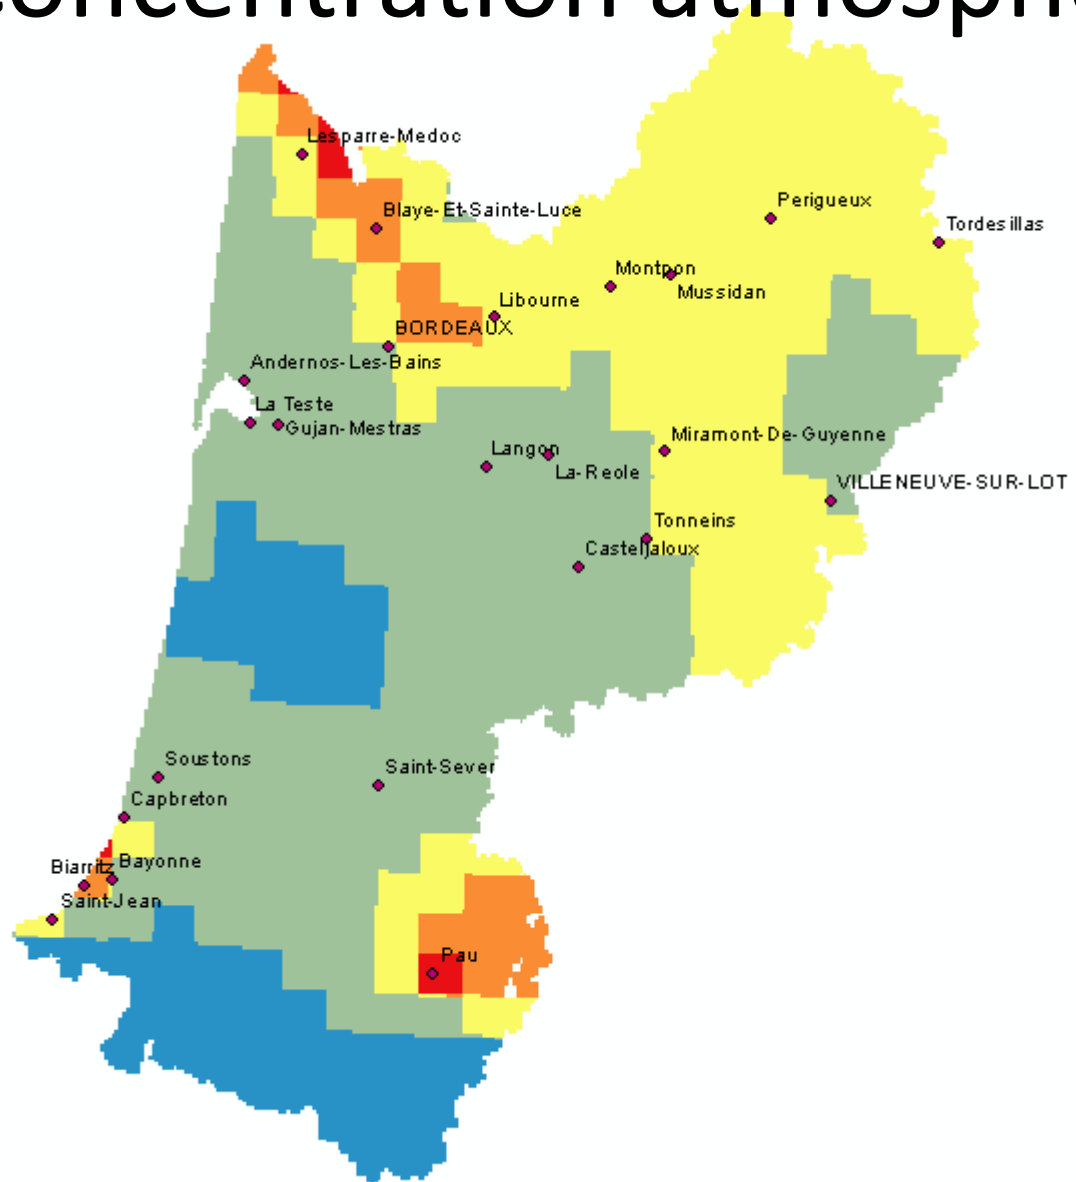 concentration atmosphé
Lesparre-Medoc
Blaye-Et-Sainte-Luce
Perigueux
Tordesillas
Montpon
Mussidan
Libourne
BORDEAUX
Andernos-Les-Bains
La Teste
Gujan-Mestras
Miramont-De-Guyenne
Langon
La-Reole
VILLENEUVE-SUR-LOT
Tonneins
Casteljaloux
Soustons
Saint-Sever
Capbreton
Biarritz
Bayonne
Saint-Jean
Pau